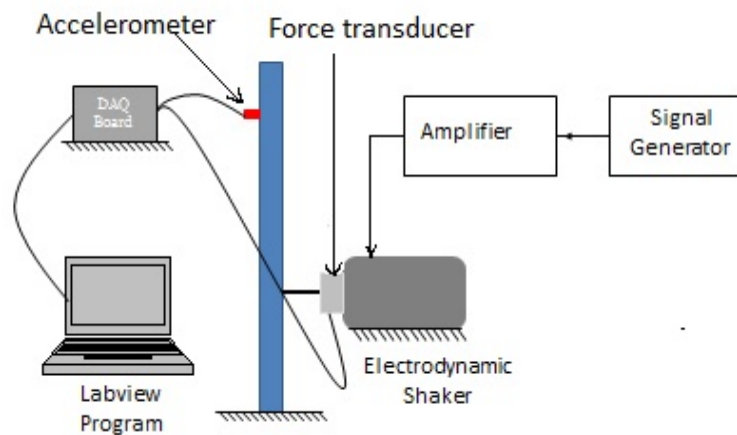 Accelerometer
Force transducer
DAQ
Board
Amplifier
Signal
Generator
Electrodynamic
Shaker
Labview
Program